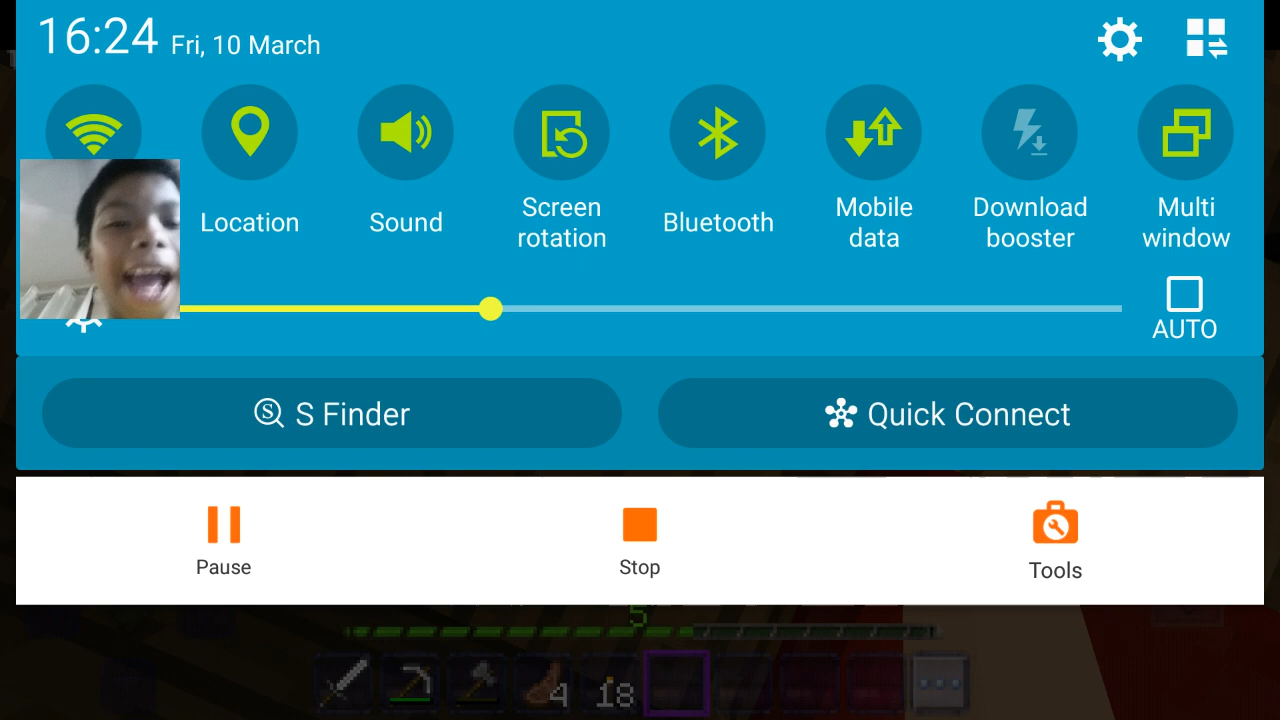 16:24 Fri, 10 March
Location
Sound
Screen
rotation
Bluetooth
Mobile
data
Download
booster
Multi
window
AUTO
S Finder
Quick Connect
Pause
Stop
Tools
5
4
18